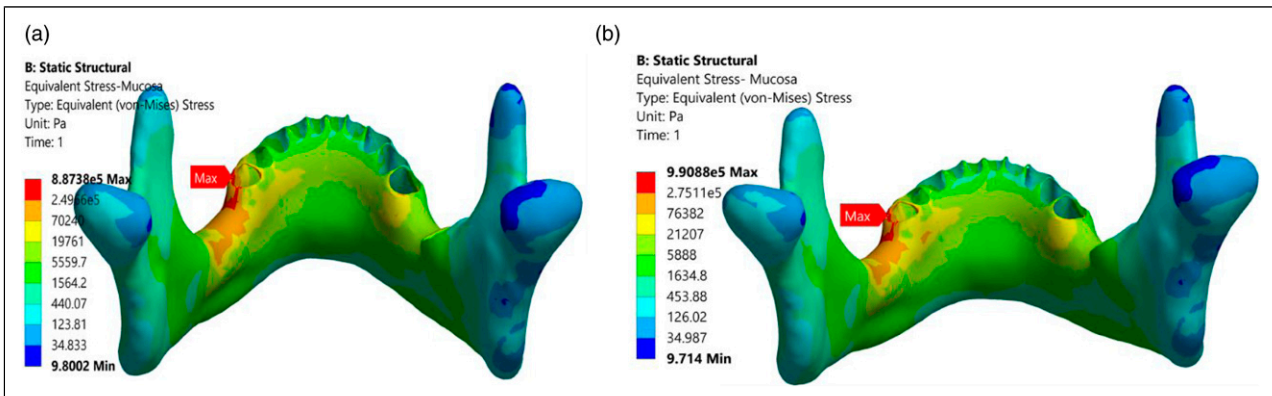 (a)
B: Static Structural
Equivalent Stress-Mucosa
Type: Equivalent (von-Mises) Stress
Unit: Pa
Time: 1
8.8738e5 Max
2.4966e5
70240
19761
5559.7
1564.2
440.07
123.81
34.833
9.8002 Min
Max
(b)
B: Static Structural
Equivalent Stress- Mucosa
Type: Equivalent (von-Mises) Stress
Unit: Pa
Time: 1
9.9088e5 Max
2.7511e5
76382
21207
5888
1634.8
453.88
126.02
34.987
9.714 Min
Max